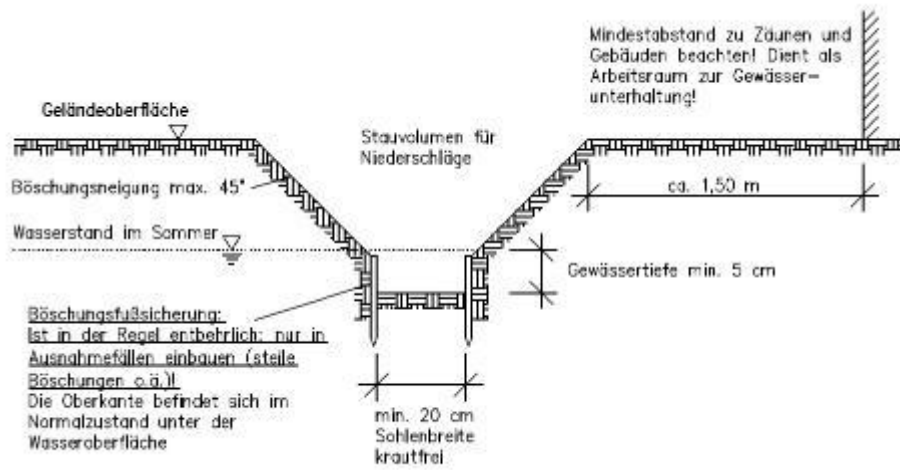 Mindestabstand zu Zäunen und
Gebäuden beachten! Dient als
Arbeitsraum zur Gewässer-
unterhaltung!
Geländeoberfläche
Stauvolumen für
Niederschläge
Böschungsneigung max. 45°
ca. 1,50 m
Wasserstand im Sommer
Gewässertiefe min. 5 cm
Böschungsfußsicherung:
Ist in der Regel entbehrlich; nur in
Ausnahmefällen einbauen (steile
Böschungen o.ä.)!
Die Oberkante befindet sich im
Normalzustand unter der
Wasseroberfläche
min. 20 cm
Sohlenbreite
krautfrei